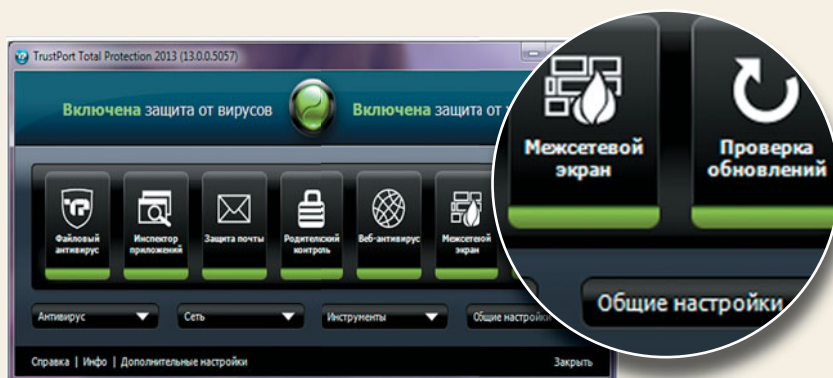 TrustPort Total Protection 2013 (13.0.0.5057)
Включена защита от вирусов
Включена защита от
Файловый
антивирус
Инспектор
приложений
Защита почты
Родительский
контроль
Веб-антивирус
Межсетевой
экран
Антивирус
Сеть
Инструменты
Общие настройки
Справка | Инфо | Дополнительные настройки
Закрыть
Межсетевой
экран
Проверка
обновлений
Общие настройки